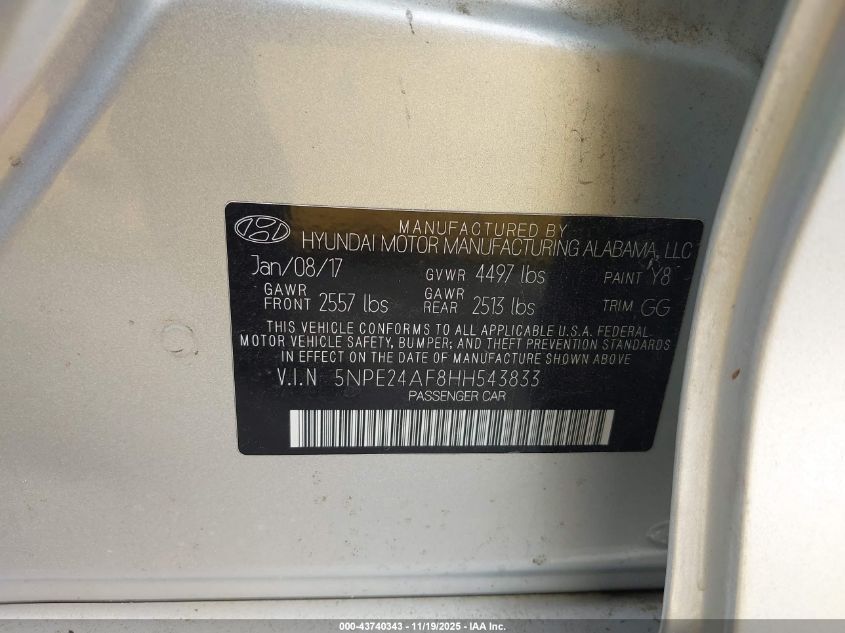 MANUFACTURED BY
HYUNDAI MOTOR MANUFACTURING ALABAMA, LLC
Jan/08/17 GVWR 4497 lbs PAINT Y8
GAWR FRONT 2557 lbs GAWR REAR 2513 lbs TRIM GG
THIS VEHICLE CONFORMS TO ALL APPLICABLE U.S.A. FEDERAL
MOTOR VEHICLE SAFETY, BUMPER; AND THEFT PREVENTION STANDARDS
IN EFFECT ON THE DATE OF MANUFACTURE SHOWN ABOVE
V.I.N 5NPE24AF8HH543833
PASSENGER CAR
000-43740343 - 11/19/2025 - IAA Inc.